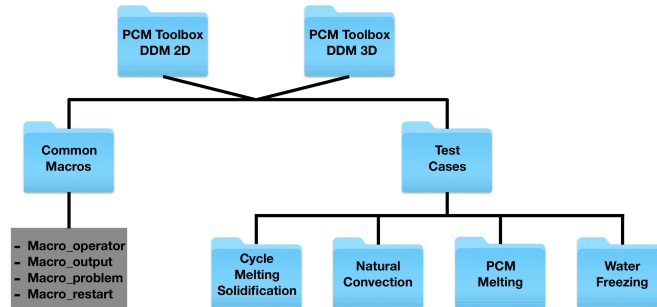 PCM Toolbox
DDM 2D
PCM Toolbox
DDM 3D
Common
Macros
Test
Cases
- Macro_operator
- Macro_output
- Macro_problem
- Macro_restart
Cycle
Melting
Solidification
Natural
Convection
PCM
Melting
Water
Freezing